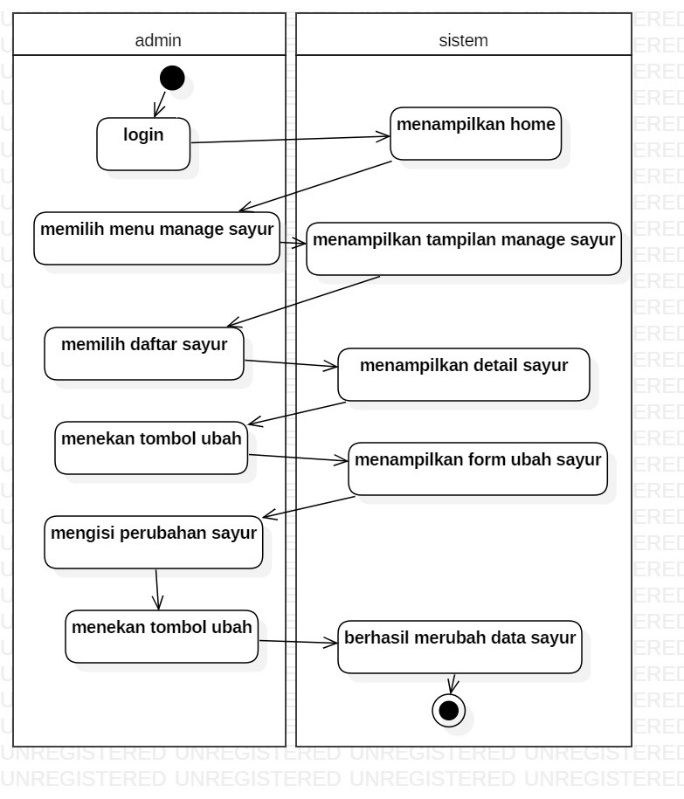 admin
sistem
login
menampilkan home
memilih menu manage sayur
menampilkan tampilan manage sayur
memilih daftar sayur
menampilkan detail sayur
menekan tombol ubah
menampilkan form ubah sayur
mengisi perubahan sayur
menekan tombol ubah
berhasil merubah data sayur
UNREGISTERED UNREGISTERED UNREGISTERED UNREGISTERED
UNREGISTERED UNREGISTERED UNREGISTERED UNREGISTERED